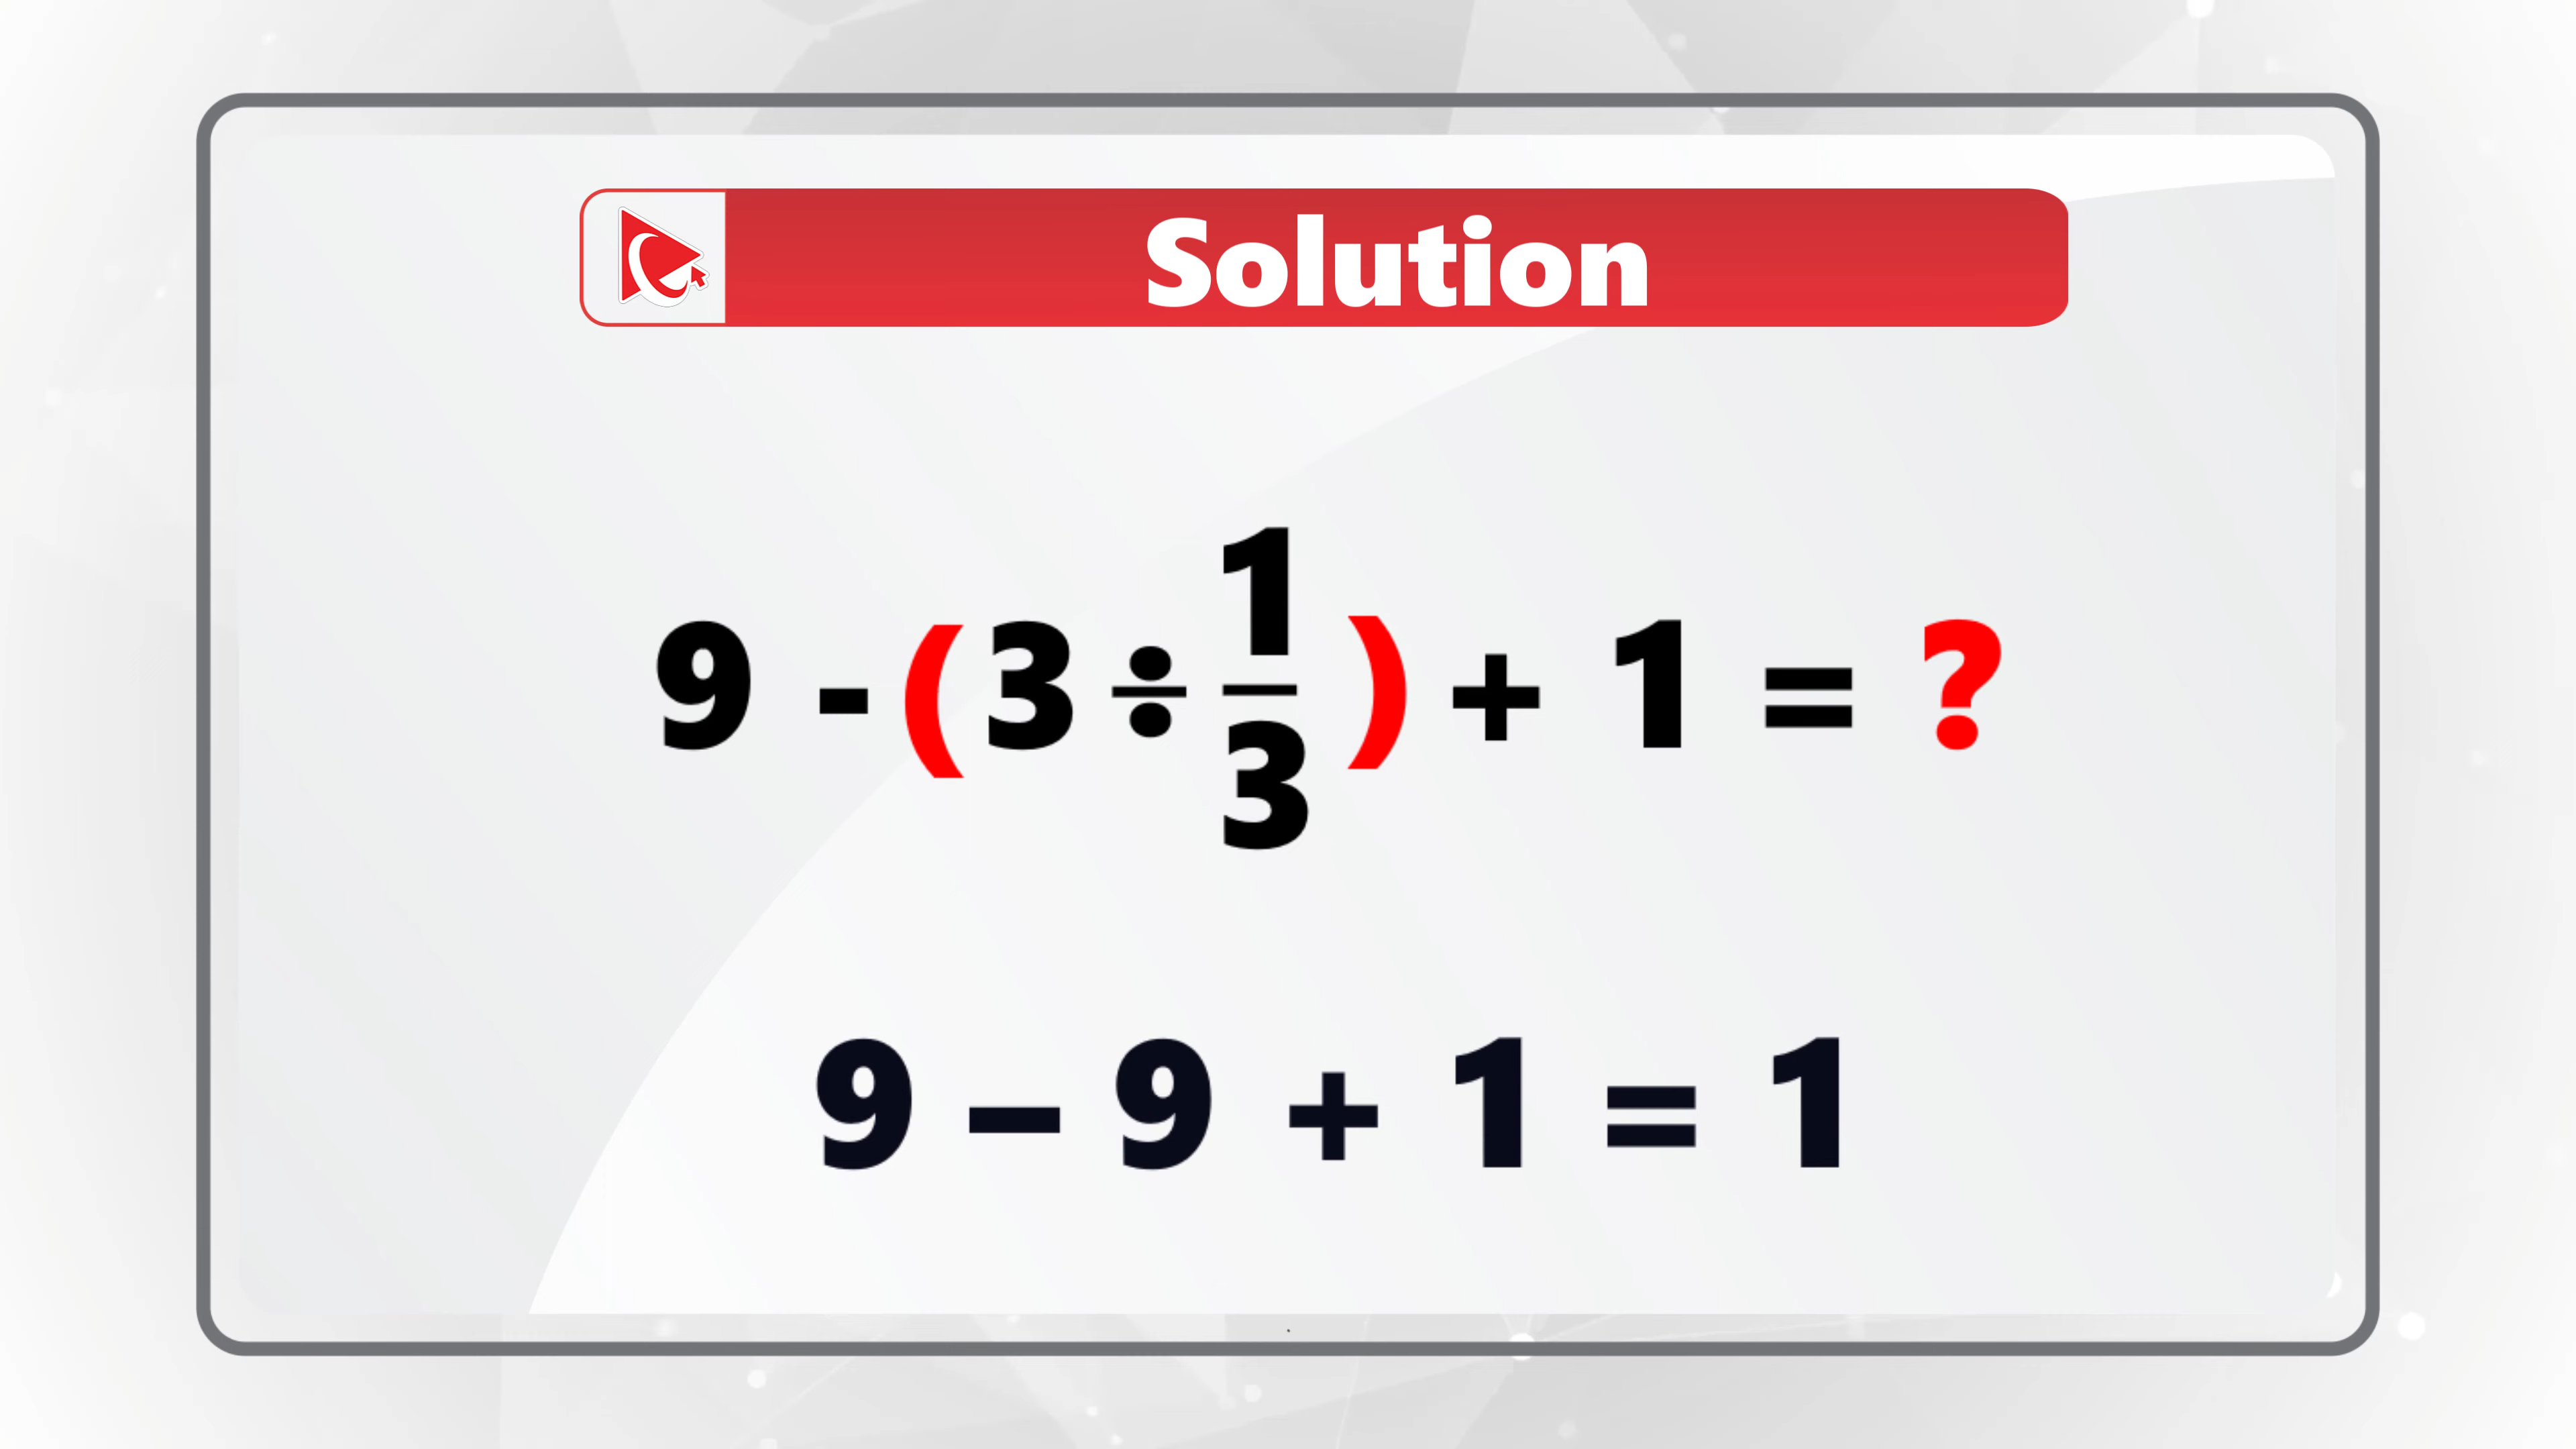 Solution
9 - (3 ÷ 1/3) + 1 = ?
9 – 9 + 1 = 1